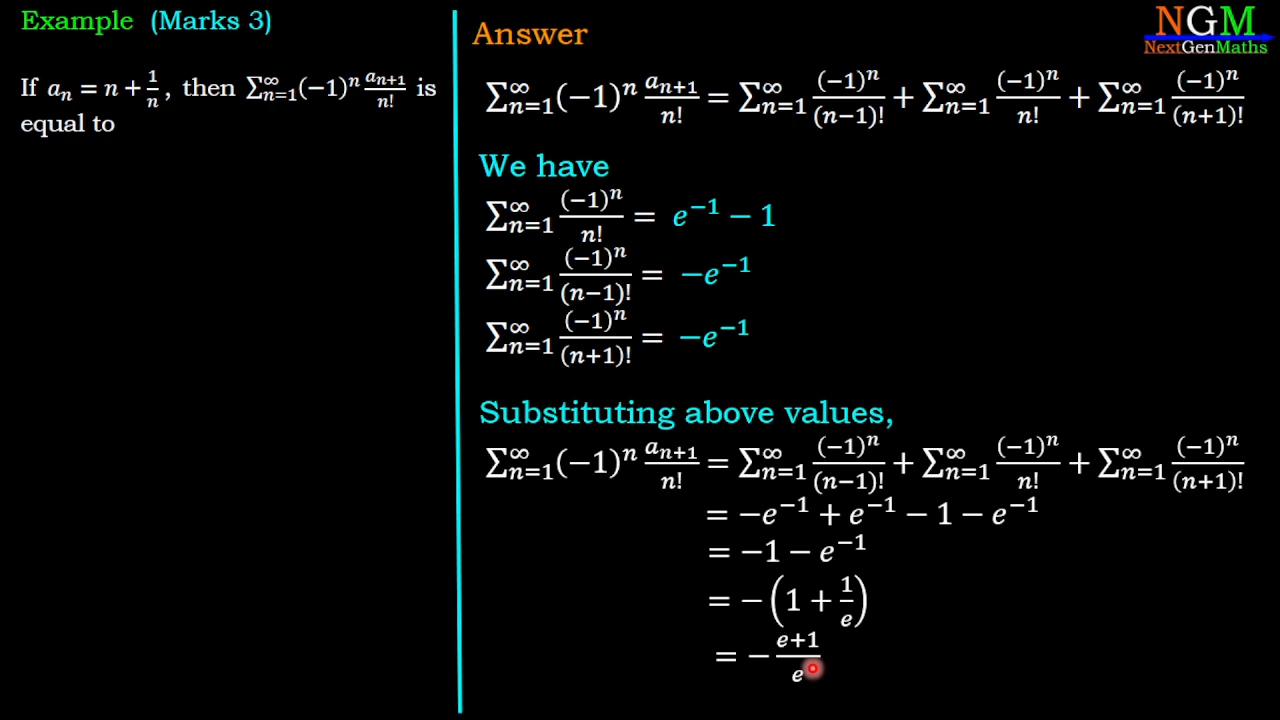 Example (Marks 3)
If aₙ = n + 1/n, then ∑ₙ₌₁^∞ (−1)ⁿ aₙ₊₁/n! is
equal to
Answer
NGM
NextGenMaths
∑ₙ₌₁^∞ (−1)ⁿ aₙ₊₁/n! = ∑ₙ₌₁^∞ (−1)ⁿ/(n−1)! + ∑ₙ₌₁^∞ (−1)ⁿ/n! + ∑ₙ₌₁^∞ (−1)ⁿ/(n+1)!
We have
∑ₙ₌₁^∞ (−1)ⁿ/n! = e⁻¹ − 1
∑ₙ₌₁^∞ (−1)ⁿ/(n−1)! = −e⁻¹
∑ₙ₌₁^∞ (−1)ⁿ/(n+1)! = −e⁻¹
Substituting above values,
∑ₙ₌₁^∞ (−1)ⁿ aₙ₊₁/n! = ∑ₙ₌₁^∞ (−1)ⁿ/(n−1)! + ∑ₙ₌₁^∞ (−1)ⁿ/n! + ∑ₙ₌₁^∞ (−1)ⁿ/(n+1)!
= −e⁻¹ + e⁻¹ − 1 − e⁻¹
= −1 − e⁻¹
= −(1 + 1/e)
= − e+1/e